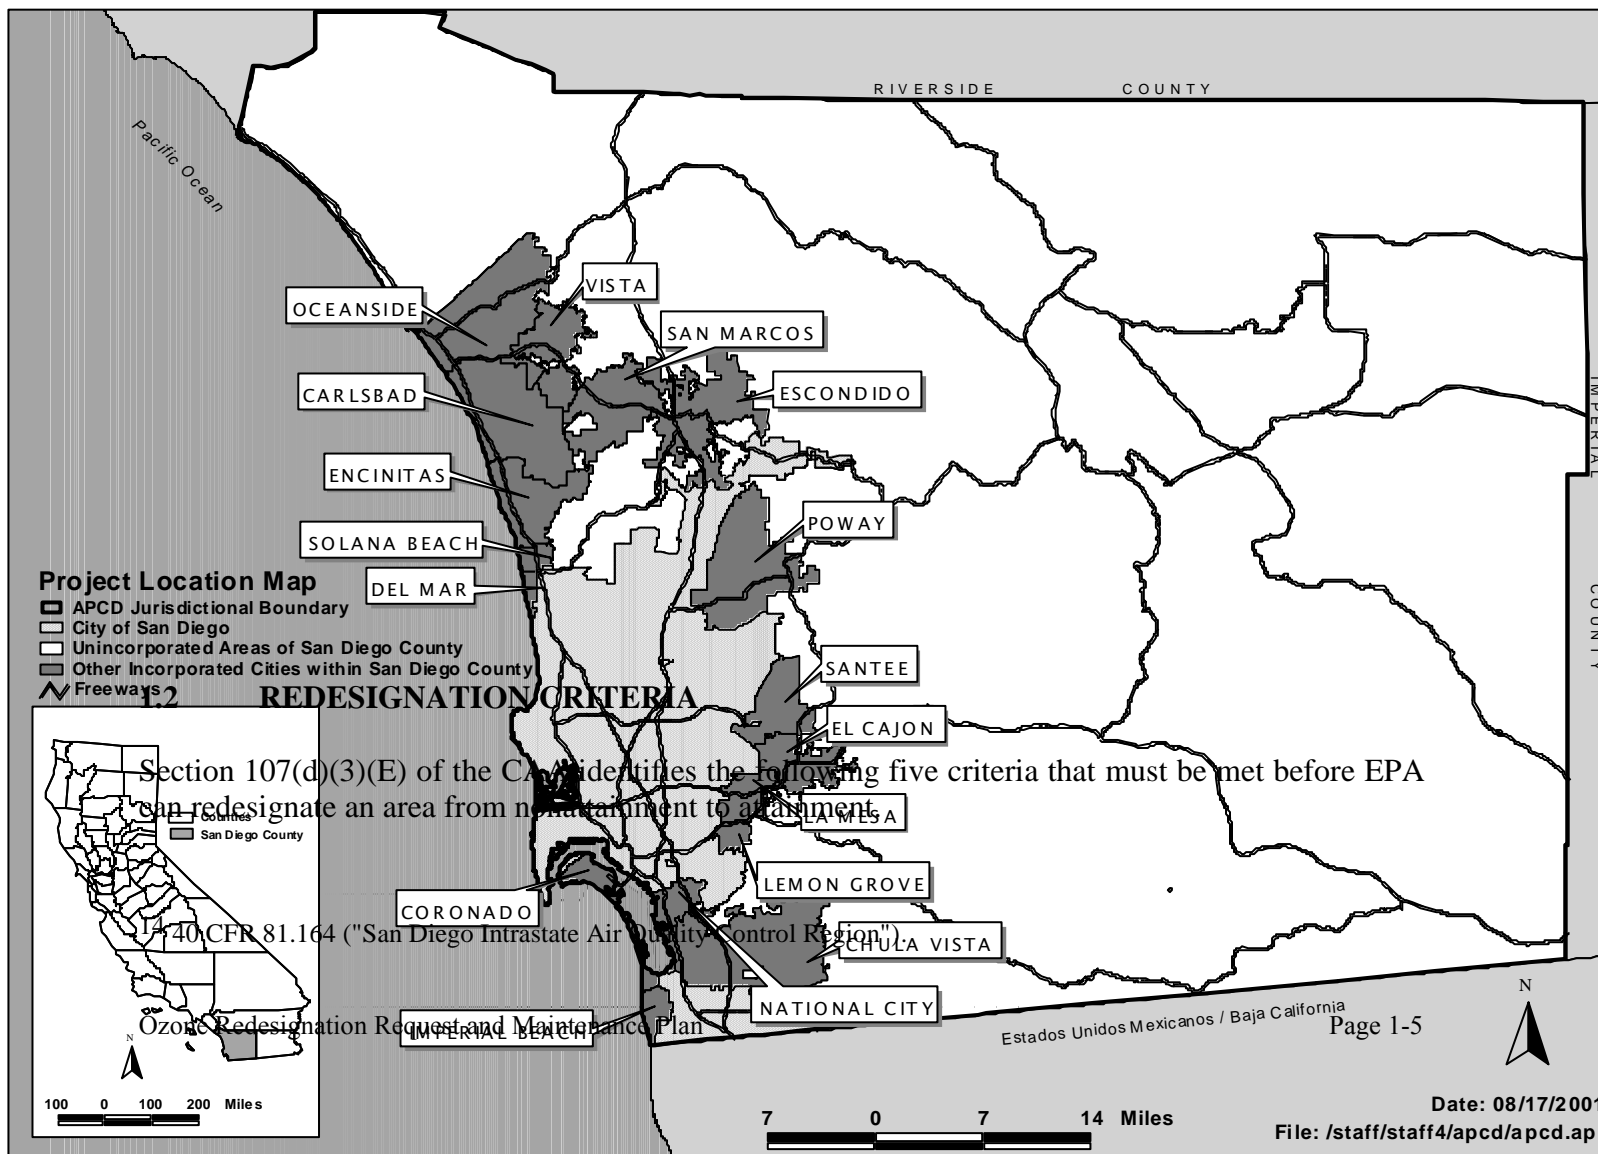 RIVERSIDE COUNTY
Pacific Ocean
VISTA
OCEANSIDE
SAN MARCOS
CARLSBAD
ESCONDIDO
IMPERIAL COUNTY
ENCINITAS
POWAY
SOLANA BEACH
DEL MAR
Project Location Map
APCD Jurisdictional Boundary
City of San Diego
Unincorporated Areas of San Diego County
Other Incorporated Cities within San Diego County
Freeways
SANTEE
1.2 REDESIGNATION CRITERIA
EL CAJON
Section 107(d)(3)(E) of the CAA identifies the following five criteria that must be met before EPA
can redesignate an area from nonattainment to attainment.
LA MESA
Counties
San Diego County
LEMON GROVE
CORONADO
14 40 CFR 81.164 ("San Diego Intrastate Air Quality Control Region").
CHULA VISTA
NATIONAL CITY
IMPERIAL BEACH
Estados Unidos Mexicanos / Baja California
Ozone Redesignation Request and Maintenance Plan Page 1-5
N
N
100 0 100 200 Miles
7 0 7 14 Miles
Date: 08/17/2001
File: /staff/staff4/apcd/apcd.ap